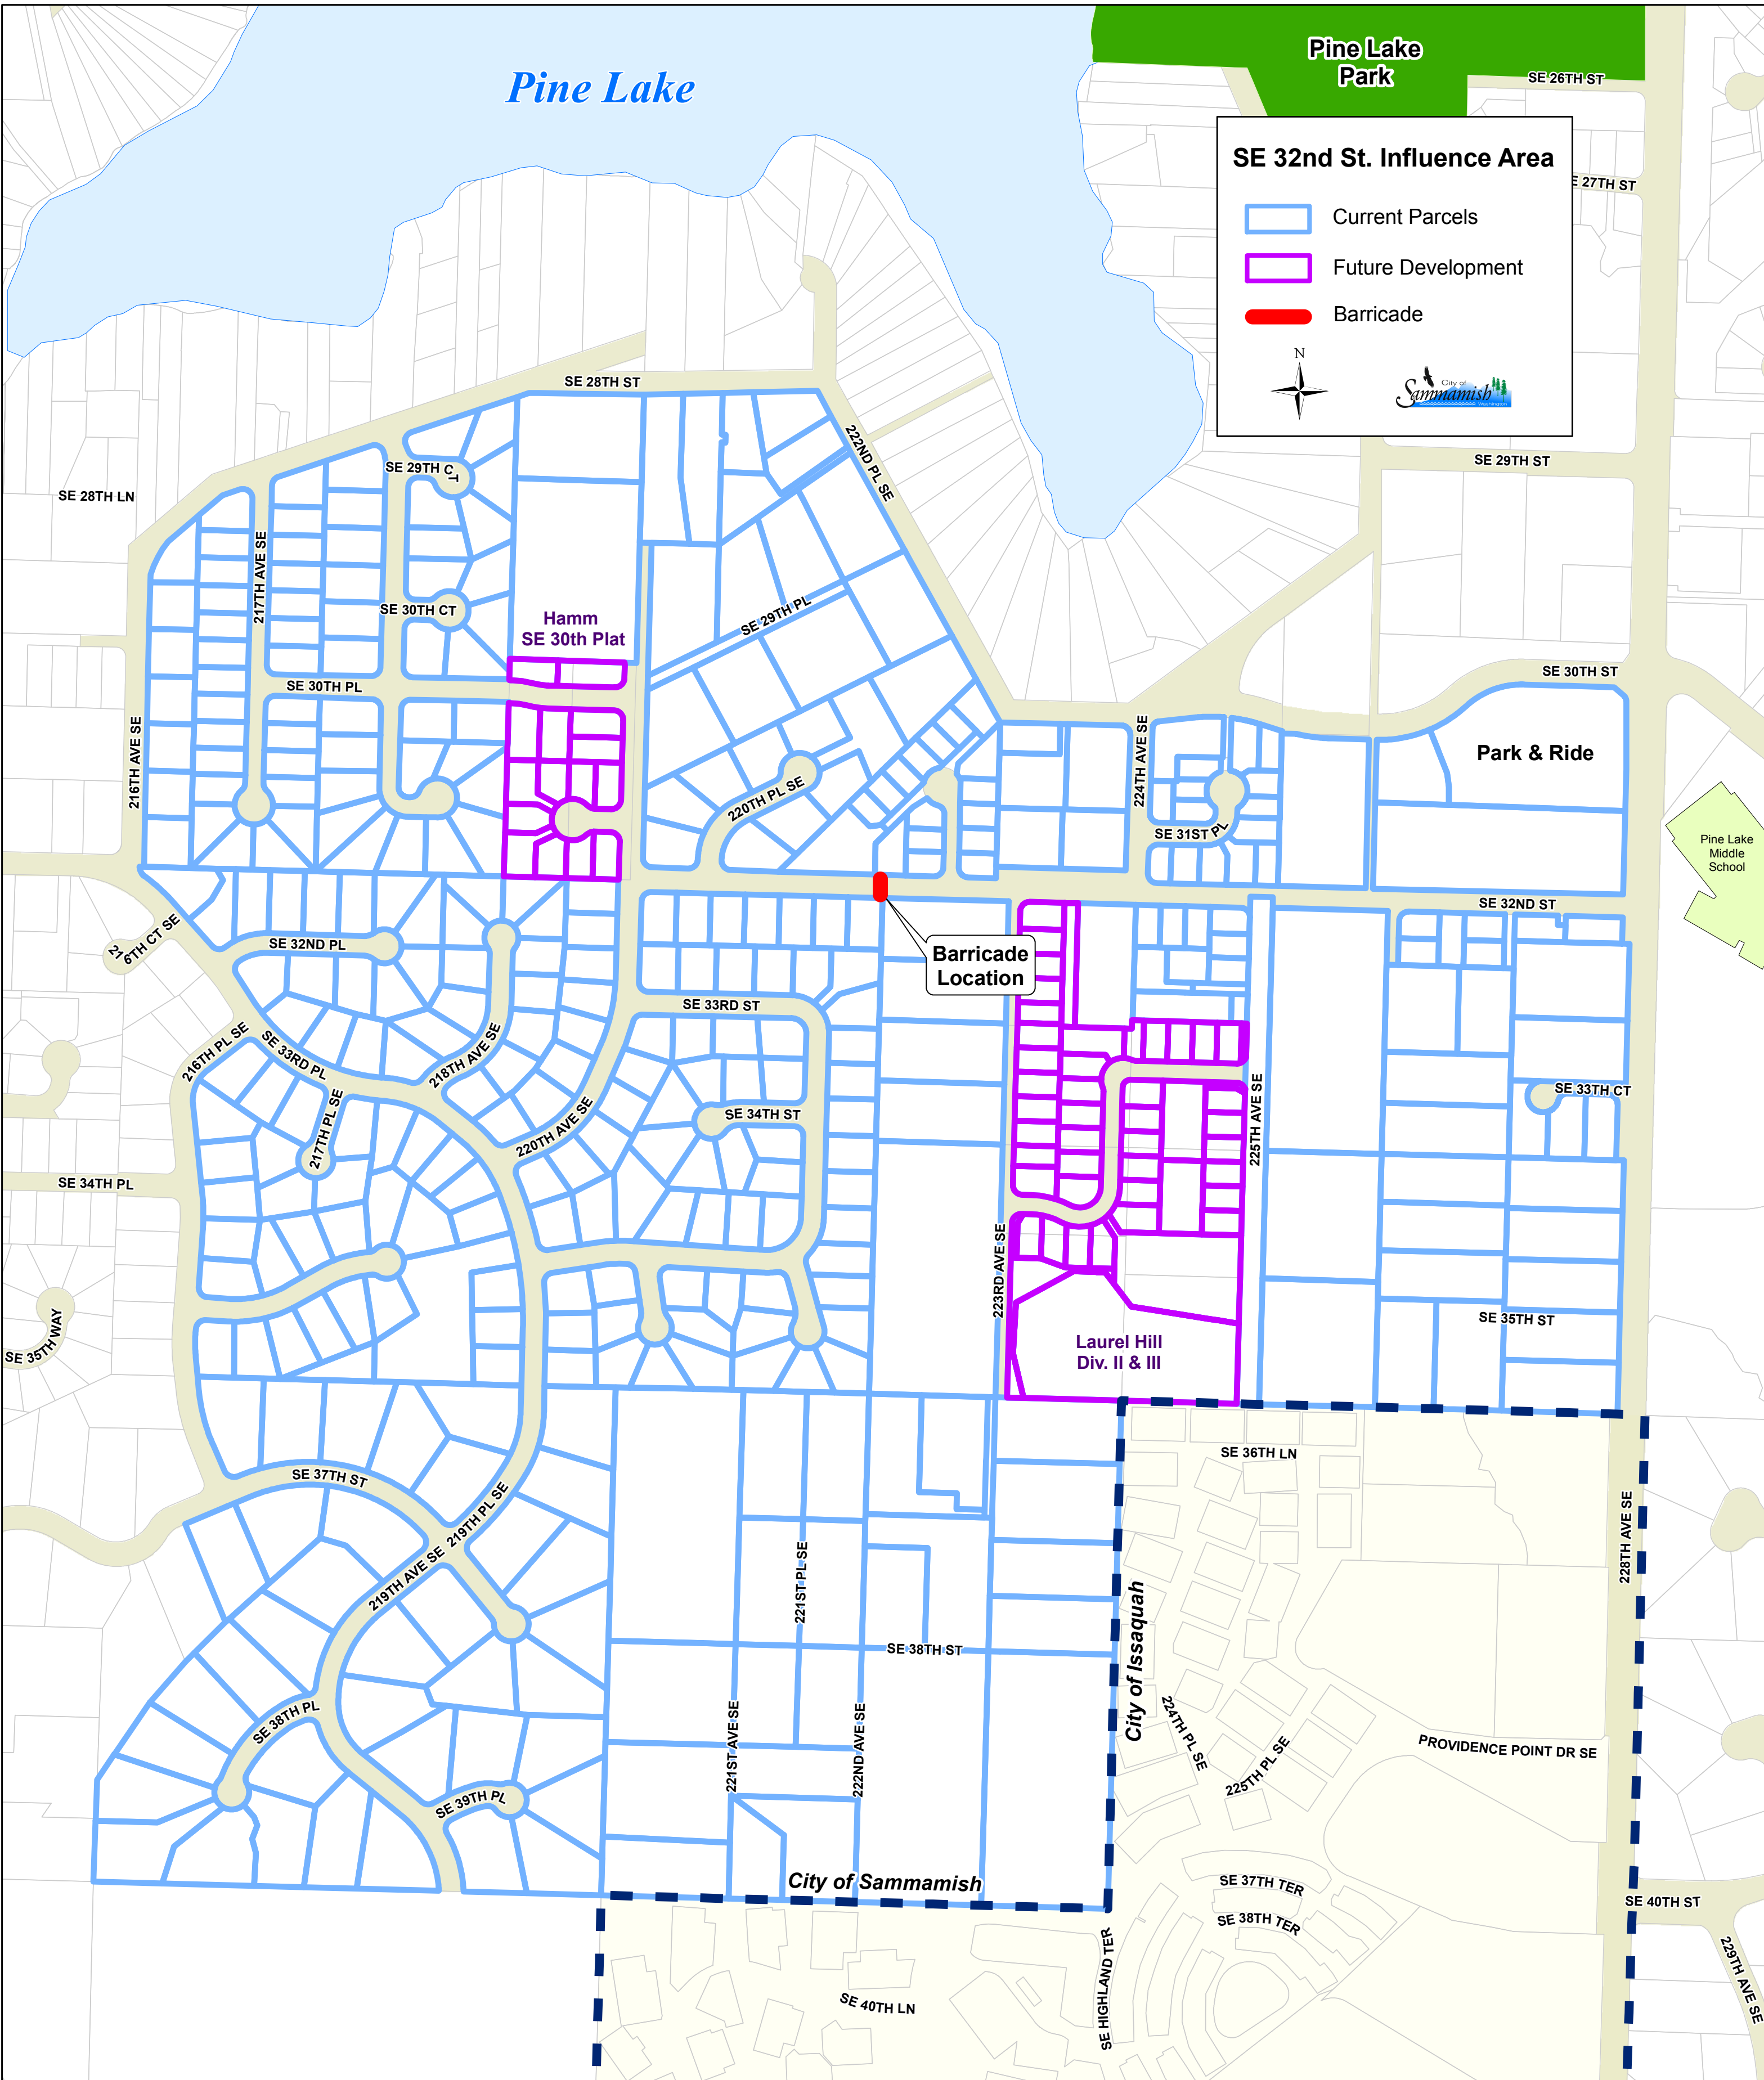 Pine Lake
Pine Lake
Park
SE 26TH ST
SE 32nd St. Influence Area
E 27TH ST
Current Parcels
Future Development
Barricade
N
City of
Sammamish
Washington
SE 28TH ST
222ND PL SE
SE 29TH ST
SE 29TH CT
SE 28TH LN
217TH AVE SE
SE 30TH CT
Hamm
SE 30th Plat
SE 29TH PL
SE 30TH ST
SE 30TH PL
216TH AVE SE
224TH AVE SE
Park & Ride
220TH PL SE
SE 31ST PL
Pine Lake
Middle
School
SE 32ND ST
216TH CT SE
SE 32ND PL
Barricade
Location
SE 33RD ST
216TH PL SE
SE 33RD PL
218TH AVE SE
217TH PL SE
220TH AVE SE
SE 34TH ST
225TH AVE SE
SE 33TH CT
SE 34TH PL
223RD AVE SE
SE 35TH WAY
SE 35TH ST
Laurel Hill
Div. II & III
SE 36TH LN
SE 37TH ST
219TH PL SE
219TH AVE SE
221ST PL SE
228TH AVE SE
SE 38TH ST
City of Issaquah
SE 38TH PL
221ST AVE SE
222ND AVE SE
224TH PL SE
225TH PL SE
PROVIDENCE POINT DR SE
SE 39TH PL
City of Sammamish
SE 37TH TER
SE 38TH TER
SE 40TH ST
SE HIGHLAND TER
SE 40TH LN
229TH AVE SE